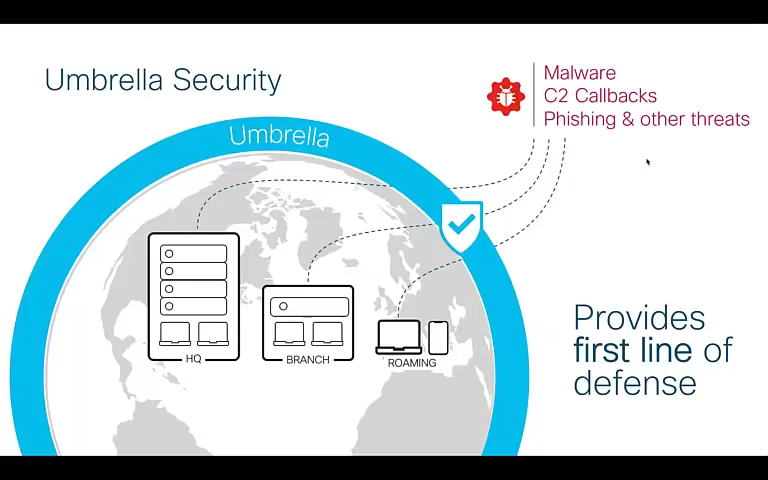 Umbrella Security
Malware
C2 Callbacks
Phishing & other threats
Umbrella
HQ
BRANCH
ROAMING
Provides
first line of
defense